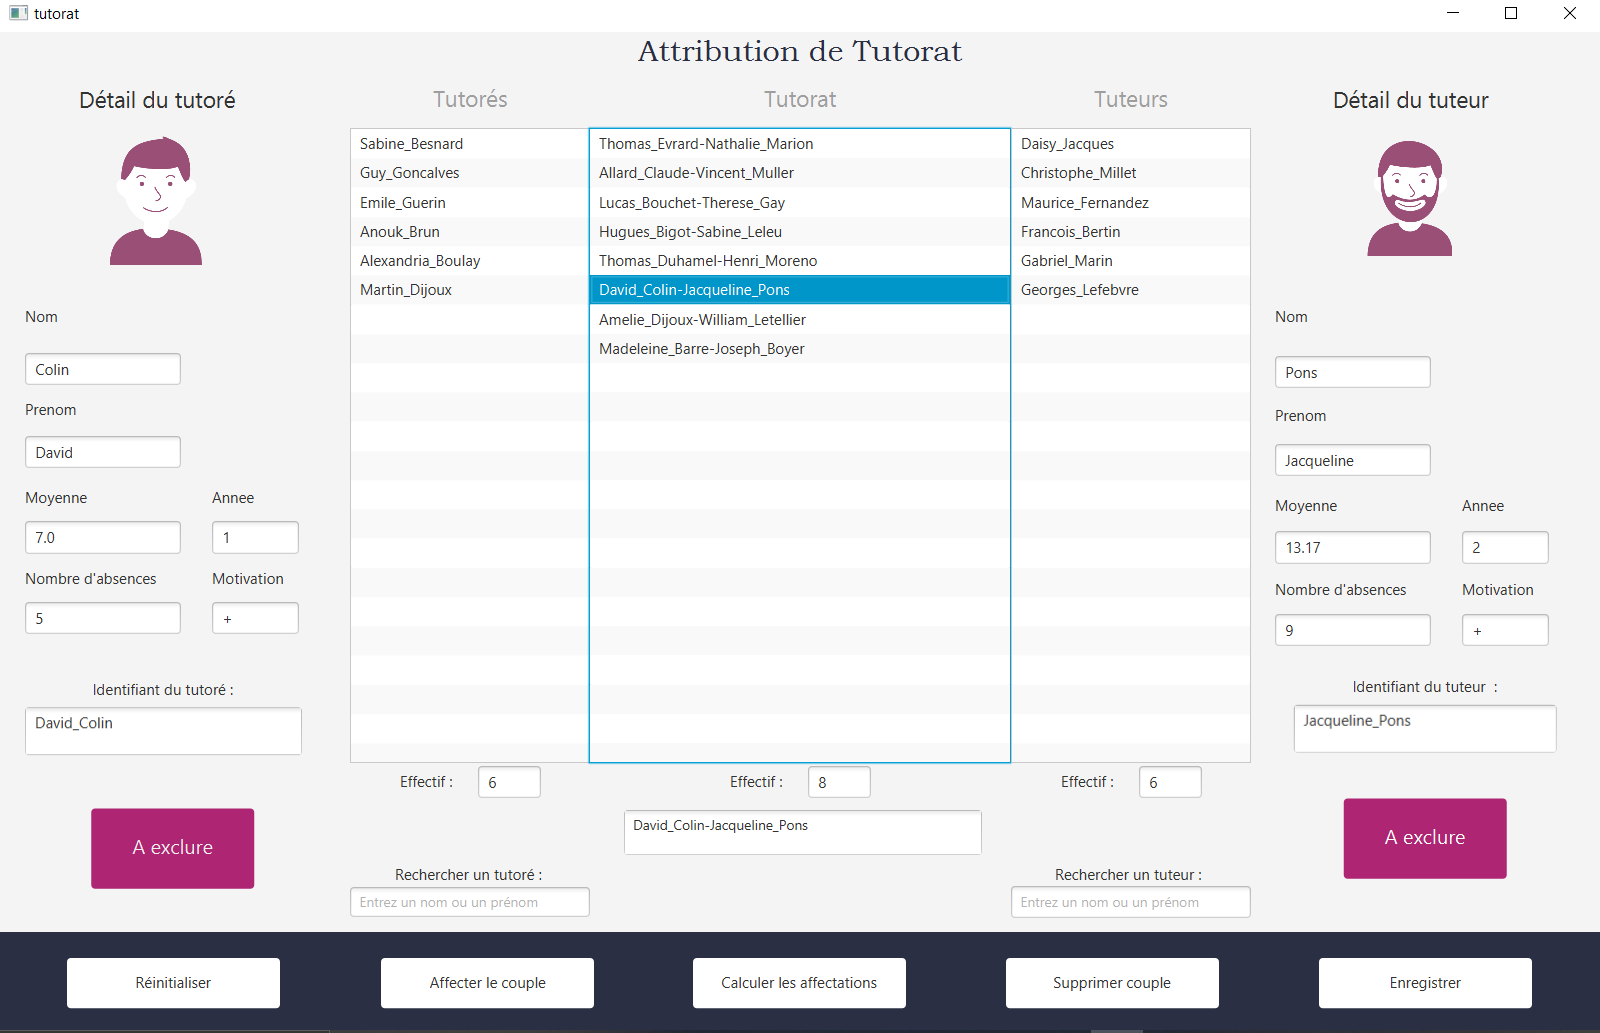 tutorat
Attribution de Tutorat
Détail du tutoré
Nom
Colin
Prenom
David
Moyenne
Annee
7.0
1
Nombre d'absences
Motivation
5
+
Identifiant du tutoré :
David_Colin
A exclure
Tutorés
Sabine_Besnard
Guy_Goncalves
Emile_Guerin
Anouk_Brun
Alexandria_Boulay
Martin_Dijoux
Effectif :
6
Rechercher un tutoré :
Entrez un nom ou un prénom
Tutorat
Thomas_Evrard-Nathalie_Marion
Allard_Claude-Vincent_Muller
Lucas_Bouchet-Therese_Gay
Hugues_Bigot-Sabine_Leleu
Thomas_Duhamel-Henri_Moreno
David_Colin-Jacqueline_Pons
Amelie_Dijoux-William_Letellier
Madeleine_Barre-Joseph_Boyer
Effectif :
8
David_Colin-Jacqueline_Pons
Tuteurs
Daisy_Jacques
Christophe_Millet
Maurice_Fernandez
Francois_Bertin
Gabriel_Marin
Georges_Lefebvre
Effectif :
6
Rechercher un tuteur :
Entrez un nom ou un prénom
Détail du tuteur
Nom
Pons
Prenom
Jacqueline
Moyenne
Annee
13.17
2
Nombre d'absences
Motivation
9
+
Identifiant du tuteur :
Jacqueline_Pons
A exclure
Réinitialiser
Affecter le couple
Calculer les affectations
Supprimer couple
Enregistrer